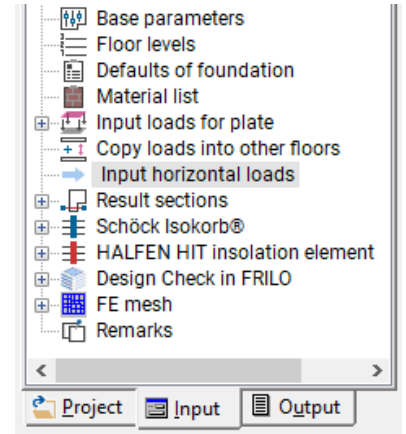 Base parameters
Floor levels
Defaults of foundation
Material list
Input loads for plate
Copy loads into other floors
Input horizontal loads
Result sections
Schöck Isokorb®
HALFEN HIT insolation element
Design Check in FRILO
FE mesh
Remarks
Project Input Output